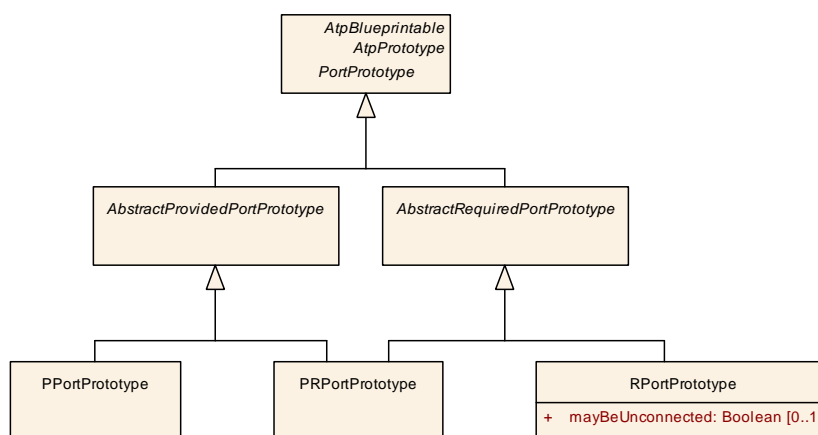 AtpBlueprintable
AtpPrototype
PortPrototype
AbstractProvidedPortPrototype
AbstractRequiredPortPrototype
PPortPrototype
PRPortPrototype
RPortPrototype
+ mayBeUnconnected: Boolean [0..1